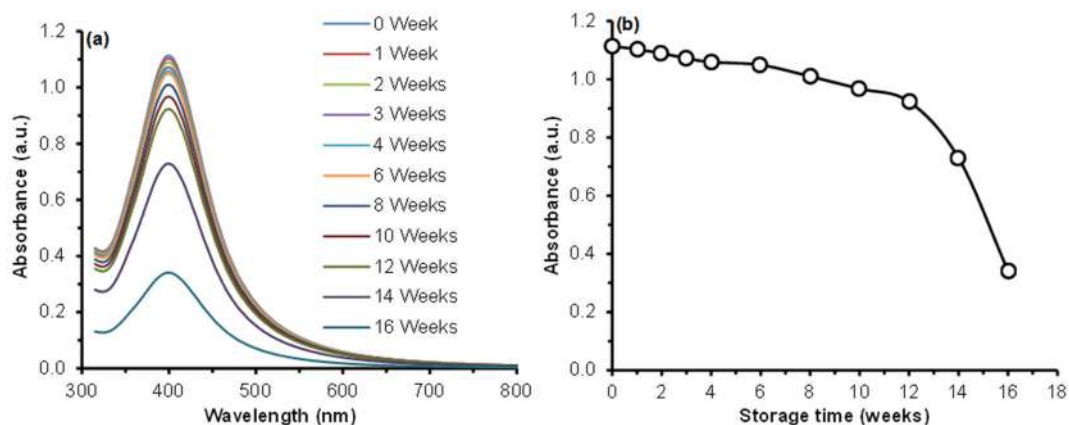 (a)
1.2
1.0
0.8
0.6
0.4
0.2
0.0
Absorbance (a.u.)
300 400 500 600 700 800
Wavelength (nm)
0 Week
1 Week
2 Weeks
3 Weeks
4 Weeks
6 Weeks
8 Weeks
10 Weeks
12 Weeks
14 Weeks
16 Weeks
(b)
1.2
1.0
0.8
0.6
0.4
0.2
0.0
Absorbance (a.u.)
0 2 4 6 8 10 12 14 16 18
Storage time (weeks)